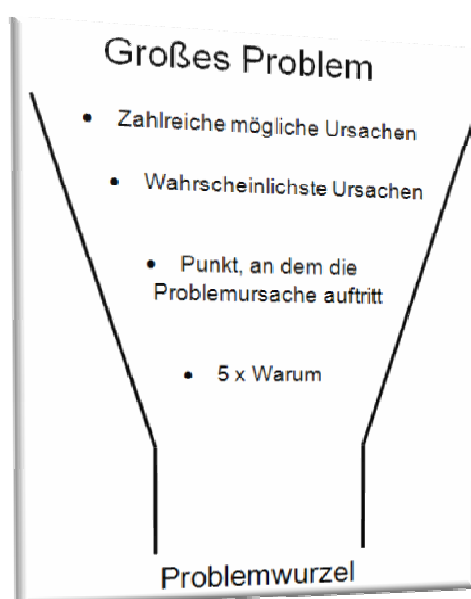 Großes Problem
• Zahlreiche mögliche Ursachen
• Wahrscheinlichste Ursachen
• Punkt, an dem die
Problemursache auftritt
• 5 x Warum
Problemwurzel